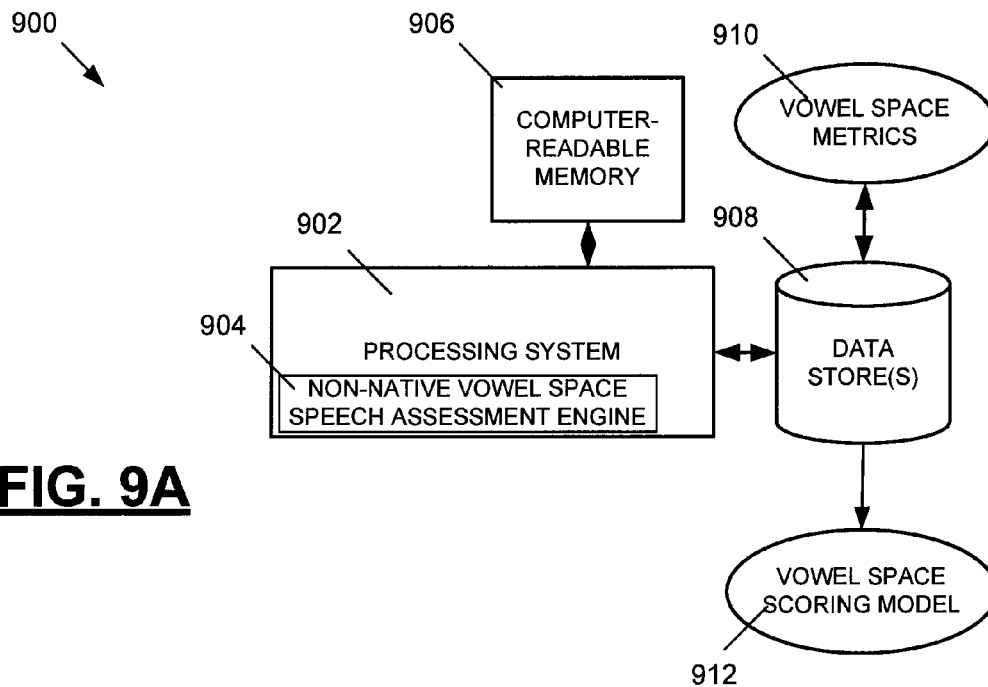 900
906
910
COMPUTER-
READABLE
MEMORY
VOWEL SPACE
METRICS
902
908
904
PROCESSING SYSTEM
NON-NATIVE VOWEL SPACE
SPEECH ASSESSMENT ENGINE
DATA
STORE(S)
FIG. 9A
VOWEL SPACE
SCORING MODEL
912